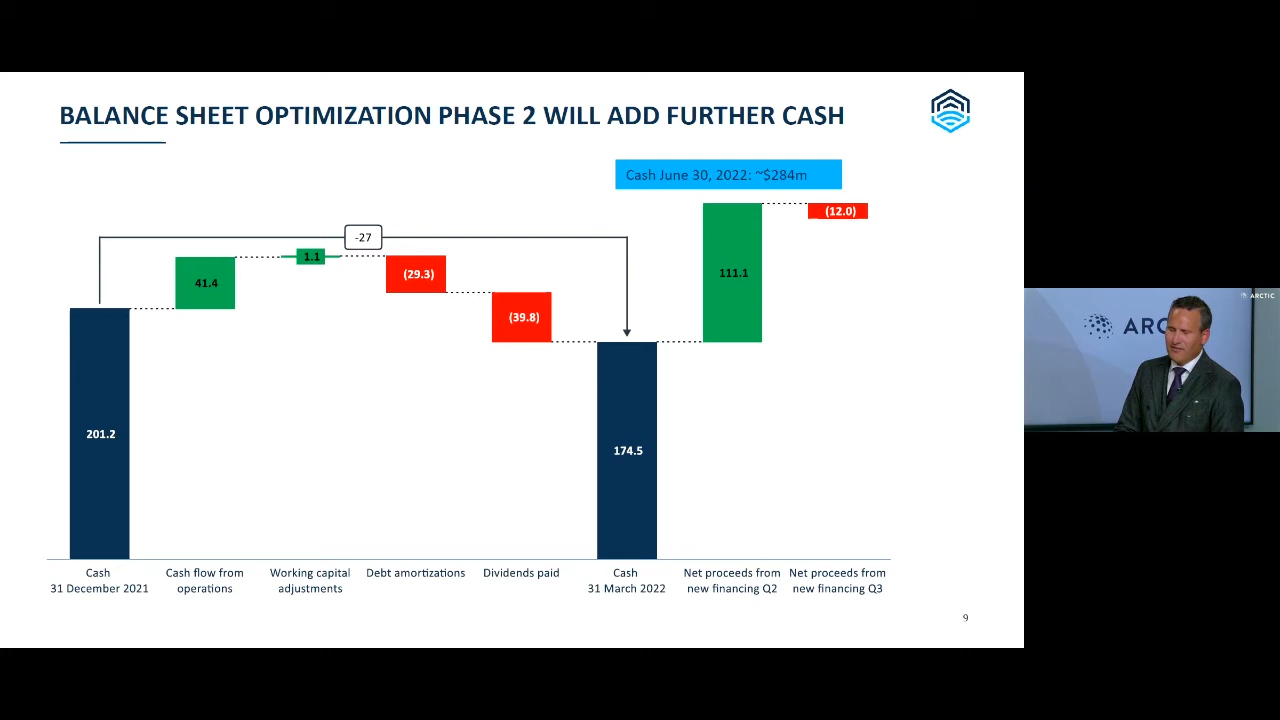 BALANCE SHEET OPTIMIZATION PHASE 2 WILL ADD FURTHER CASH
Cash June 30, 2022: ~$284m
(12.0)
-27
1.1
41.4
(29.3)
111.1
(39.8)
201.2
174.5
Cash
31 December 2021
Cash flow from
operations
Working capital
adjustments
Debt amortizations
Dividends paid
Cash
31 March 2022
Net proceeds from
new financing Q2
Net proceeds from
new financing Q3
9
ARCTIC